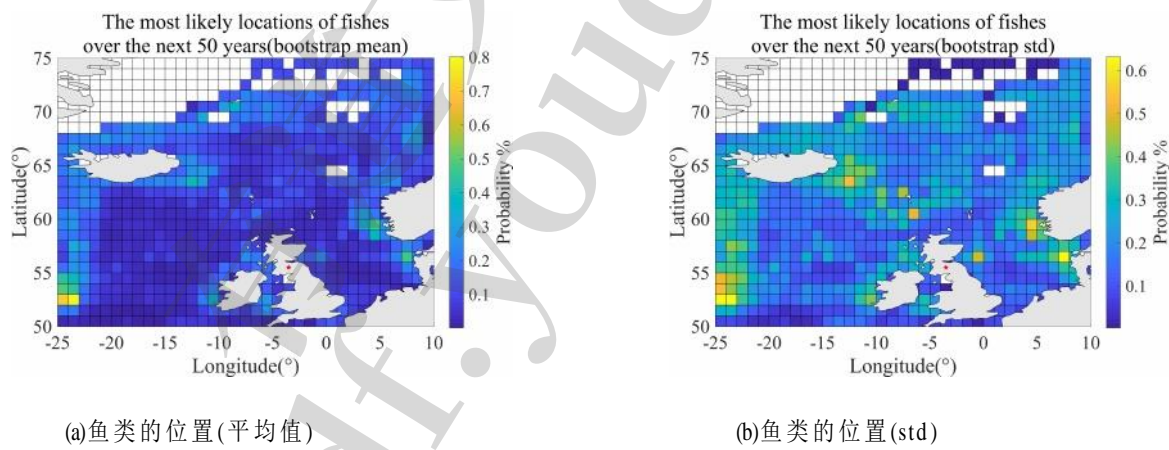 The most likely locations of fishes
over the next 50 years(bootstrap mean)
75
70
65
60
55
50
Latitude(°)
-25 -20 -15 -10 -5 0 5 10
Longitude(°)
0.8
0.7
0.6
0.5
0.4
0.3
0.2
0.1
Probability %
(a)鱼类的位置(平均值)
The most likely locations of fishes
over the next 50 years(bootstrap std)
75
70
65
60
55
50
Latitude(°)
-25 -20 -15 -10 -5 0 5 10
Longitude(°)
0.6
0.5
0.4
0.3
0.2
0.1
Probability %
(b)鱼类的位置(std)